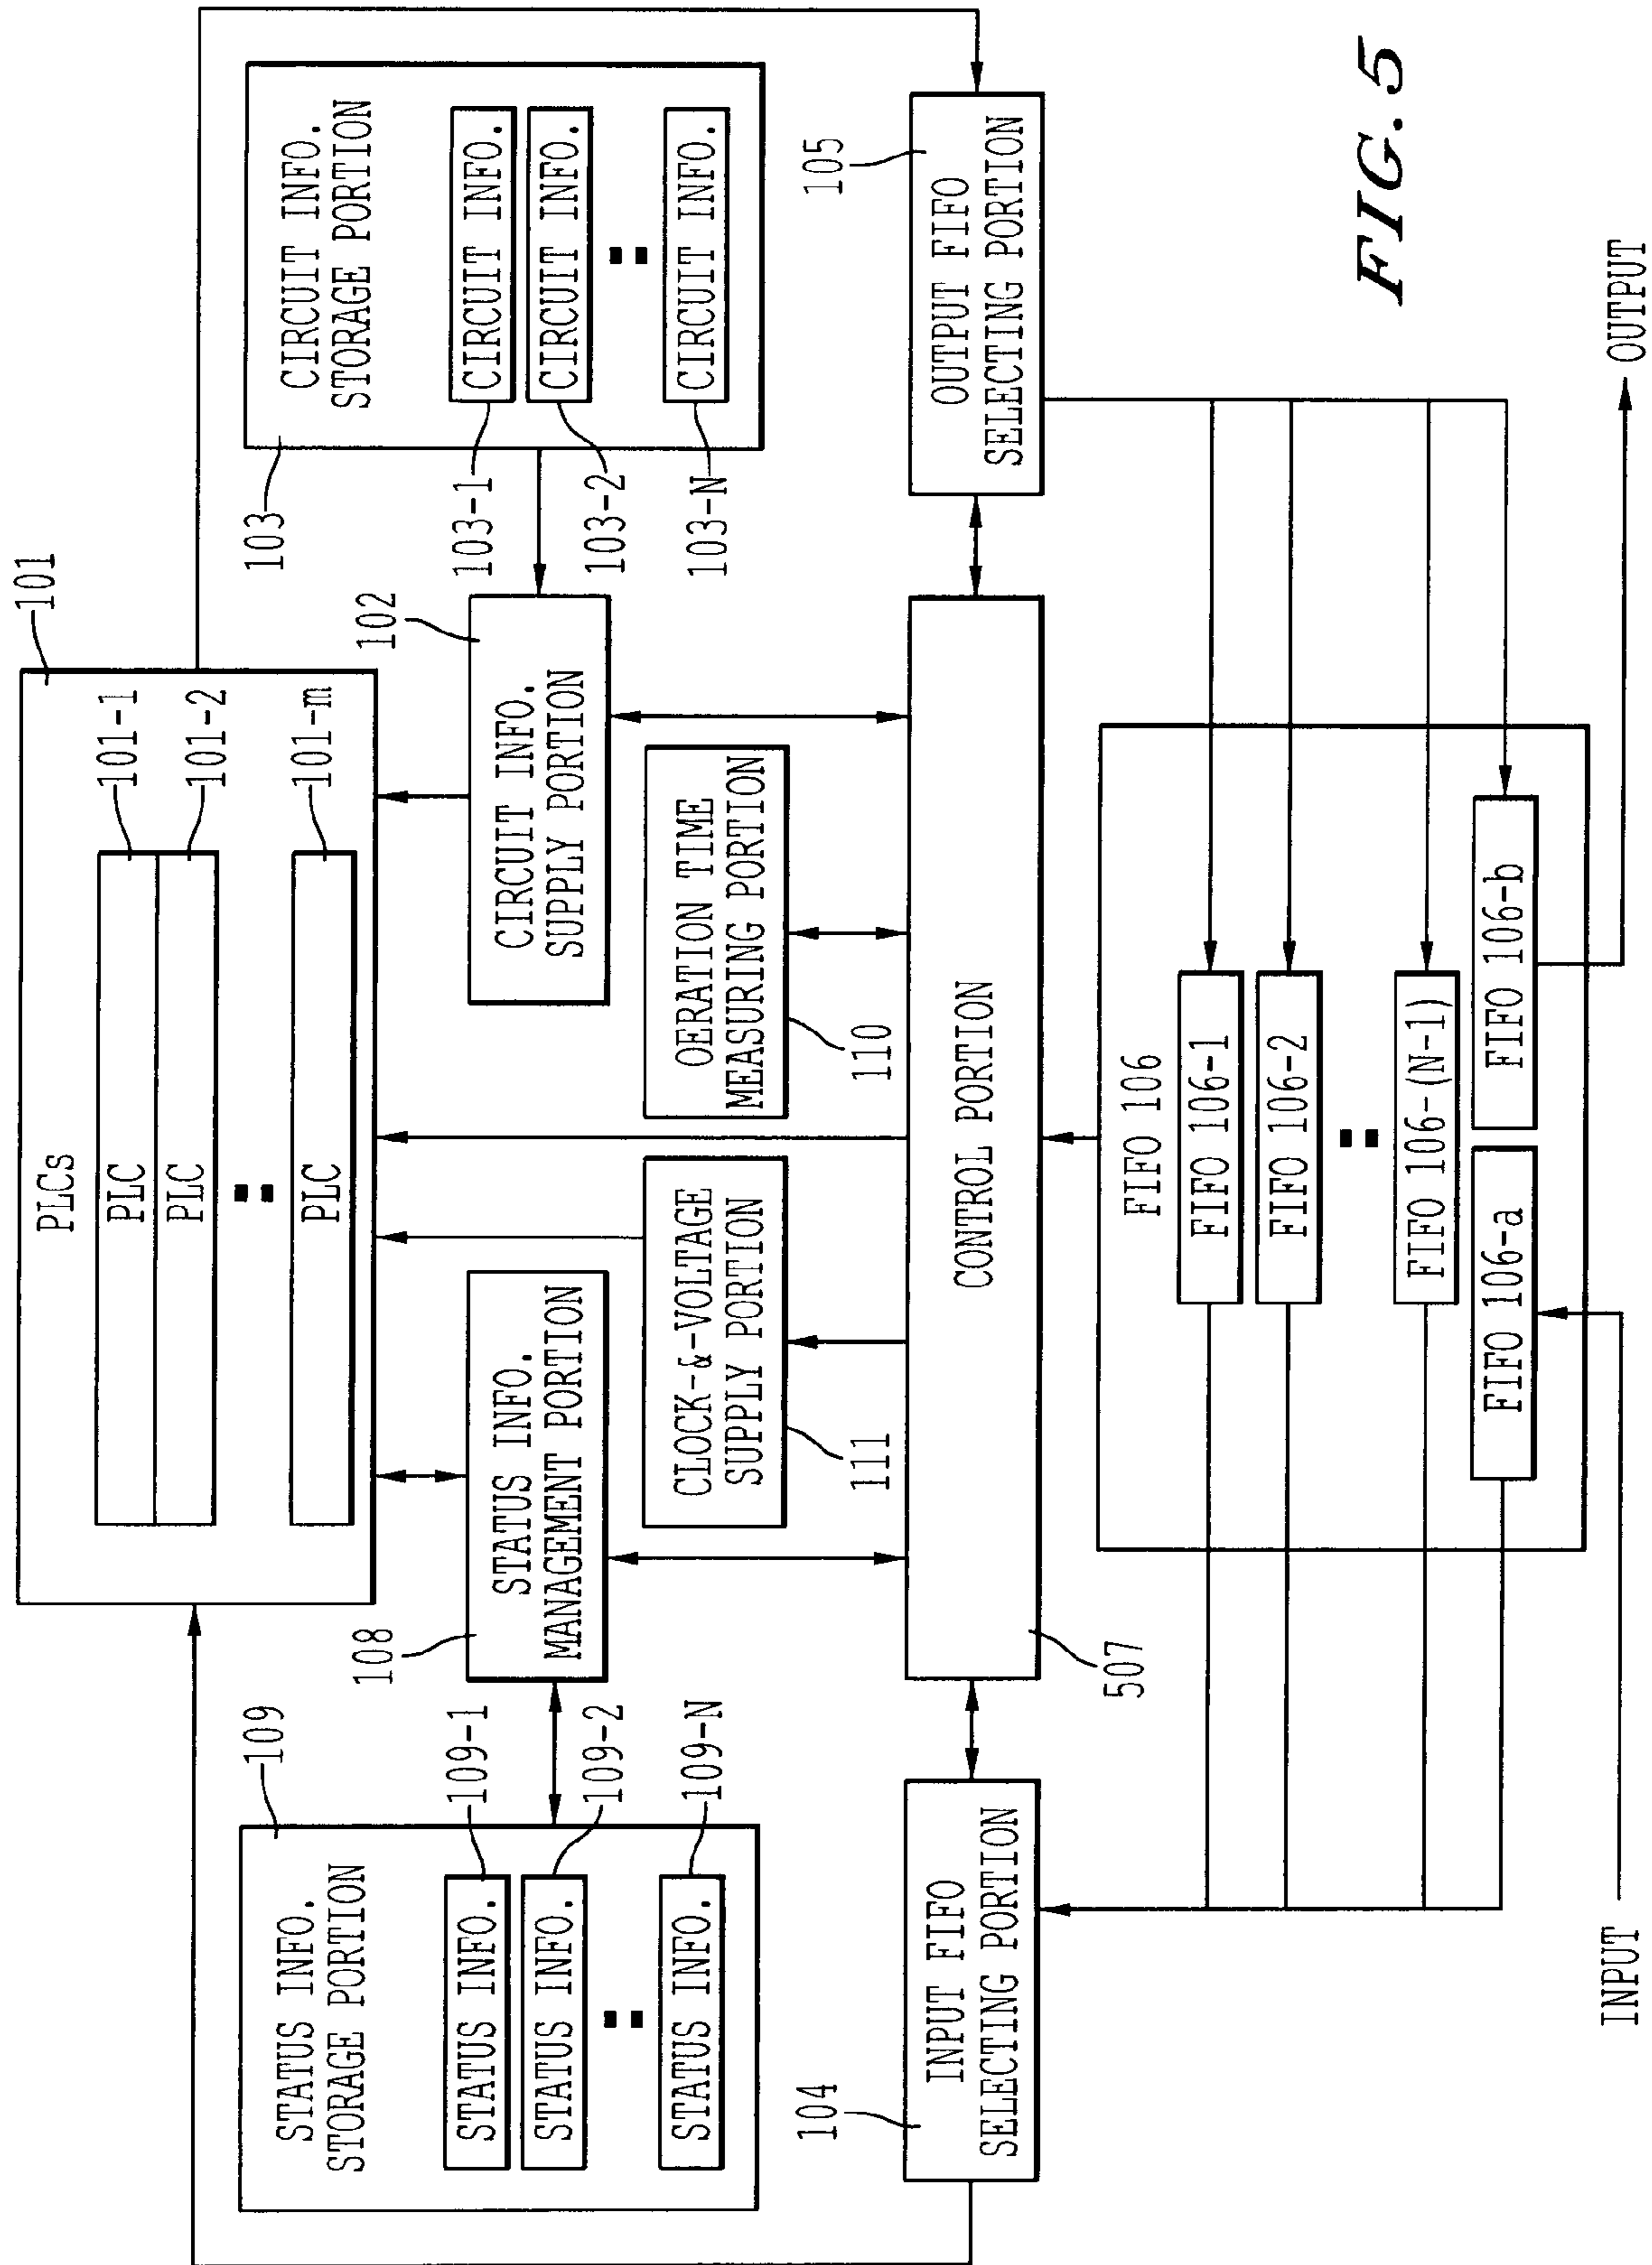 101
PLCs
PLC
101-1
PLC
101-2
PLC
101-m
109
STATUS INFO.
STORAGE PORTION
STATUS INFO.
109-1
STATUS INFO.
109-2
STATUS INFO.
109-N
108
STATUS INFO.
MANAGEMENT PORTION
102
CIRCUIT INFO.
SUPPLY PORTION
103
CIRCUIT INFO.
STORAGE PORTION
103-1
CIRCUIT INFO.
103-2
CIRCUIT INFO.
103-N
CIRCUIT INFO.
CLOCK-&-VOLTAGE
SUPPLY PORTION
111
OERATION TIME
MEASURING PORTION
110
104
INPUT FIFO
SELECTING PORTION
CONTROL PORTION
507
105
OUTPUT FIFO
SELECTING PORTION
FIFO 106
FIFO 106-1
FIFO 106-2
FIFO 106-(N-1)
FIFO 106-a
FIFO 106-b
INPUT
OUTPUT
FIG. 5